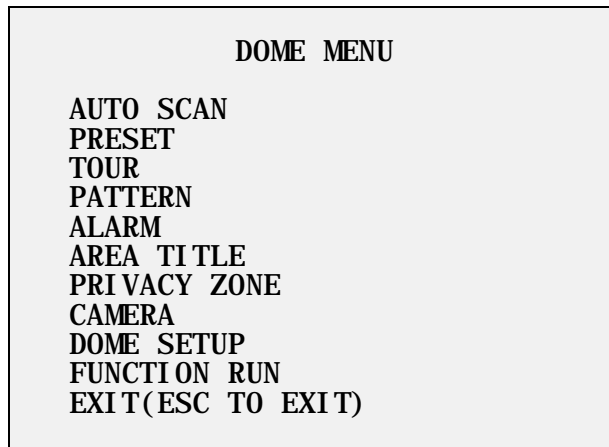 DOME MENU
AUTO SCAN
PRESET
TOUR
PATTERN
ALARM
AREA TITLE
PRIVACY ZONE
CAMERA
DOME SETUP
FUNCTION RUN
EXIT(ESC TO EXIT)